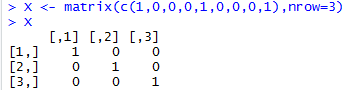 > X <- matrix(c(1,0,0,0,1,0,0,0,1),nrow=3)
> X
     [,1] [,2] [,3]
[1,]    1    0    0
[2,]    0    1    0
[3,]    0    0    1